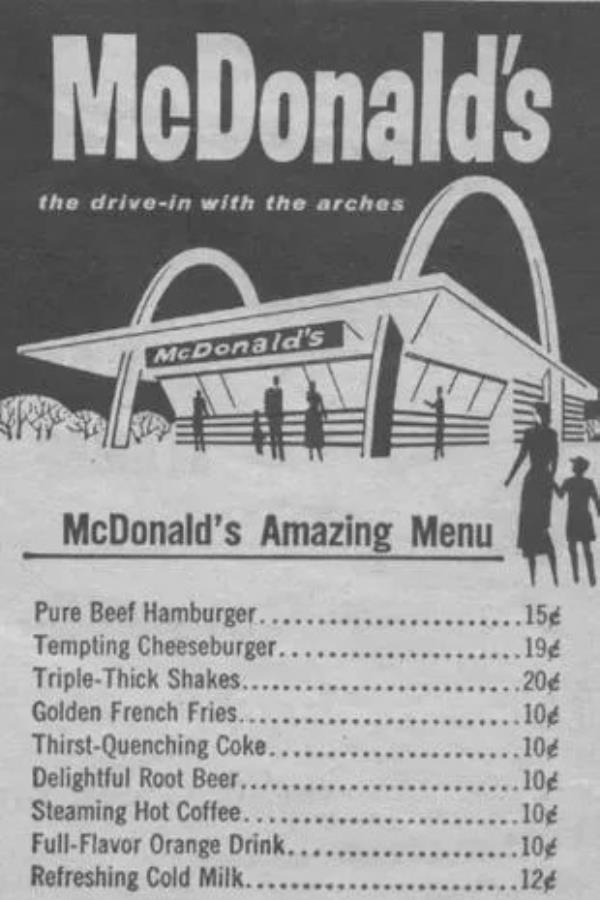 McDonald's
the drive-in with the arches
McDonald's
McDonald's Amazing Menu
Pure Beef Hamburger.........................15¢
Tempting Cheeseburger......................19¢
Triple-Thick Shakes..........................20¢
Golden French Fries..........................10¢
Thirst-Quenching Coke.......................10¢
Delightful Root Beer..........................10¢
Steaming Hot Coffee..........................10¢
Full-Flavor Orange Drink.....................10¢
Refreshing Cold Milk..........................12¢